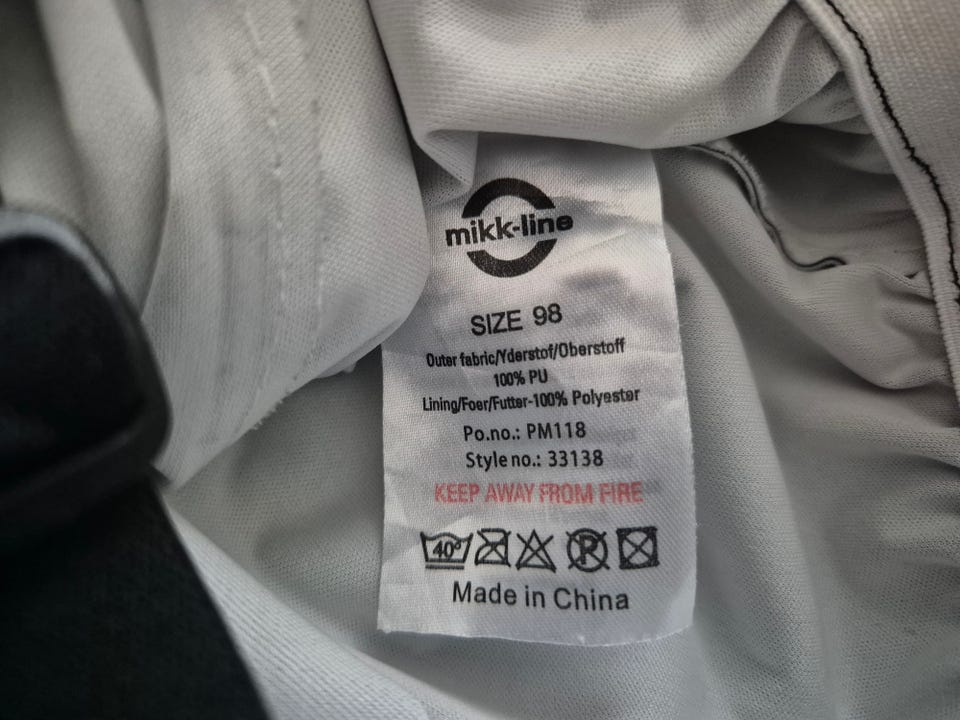 mikk-line
SIZE 98
Outer fabric/Yderstof/Oberstoff
100% PU
Lining/Foer/Futter-100% Polyester
Po.no.: PM118
Style no.: 33138
KEEP AWAY FROM FIRE
40° P
Made in China